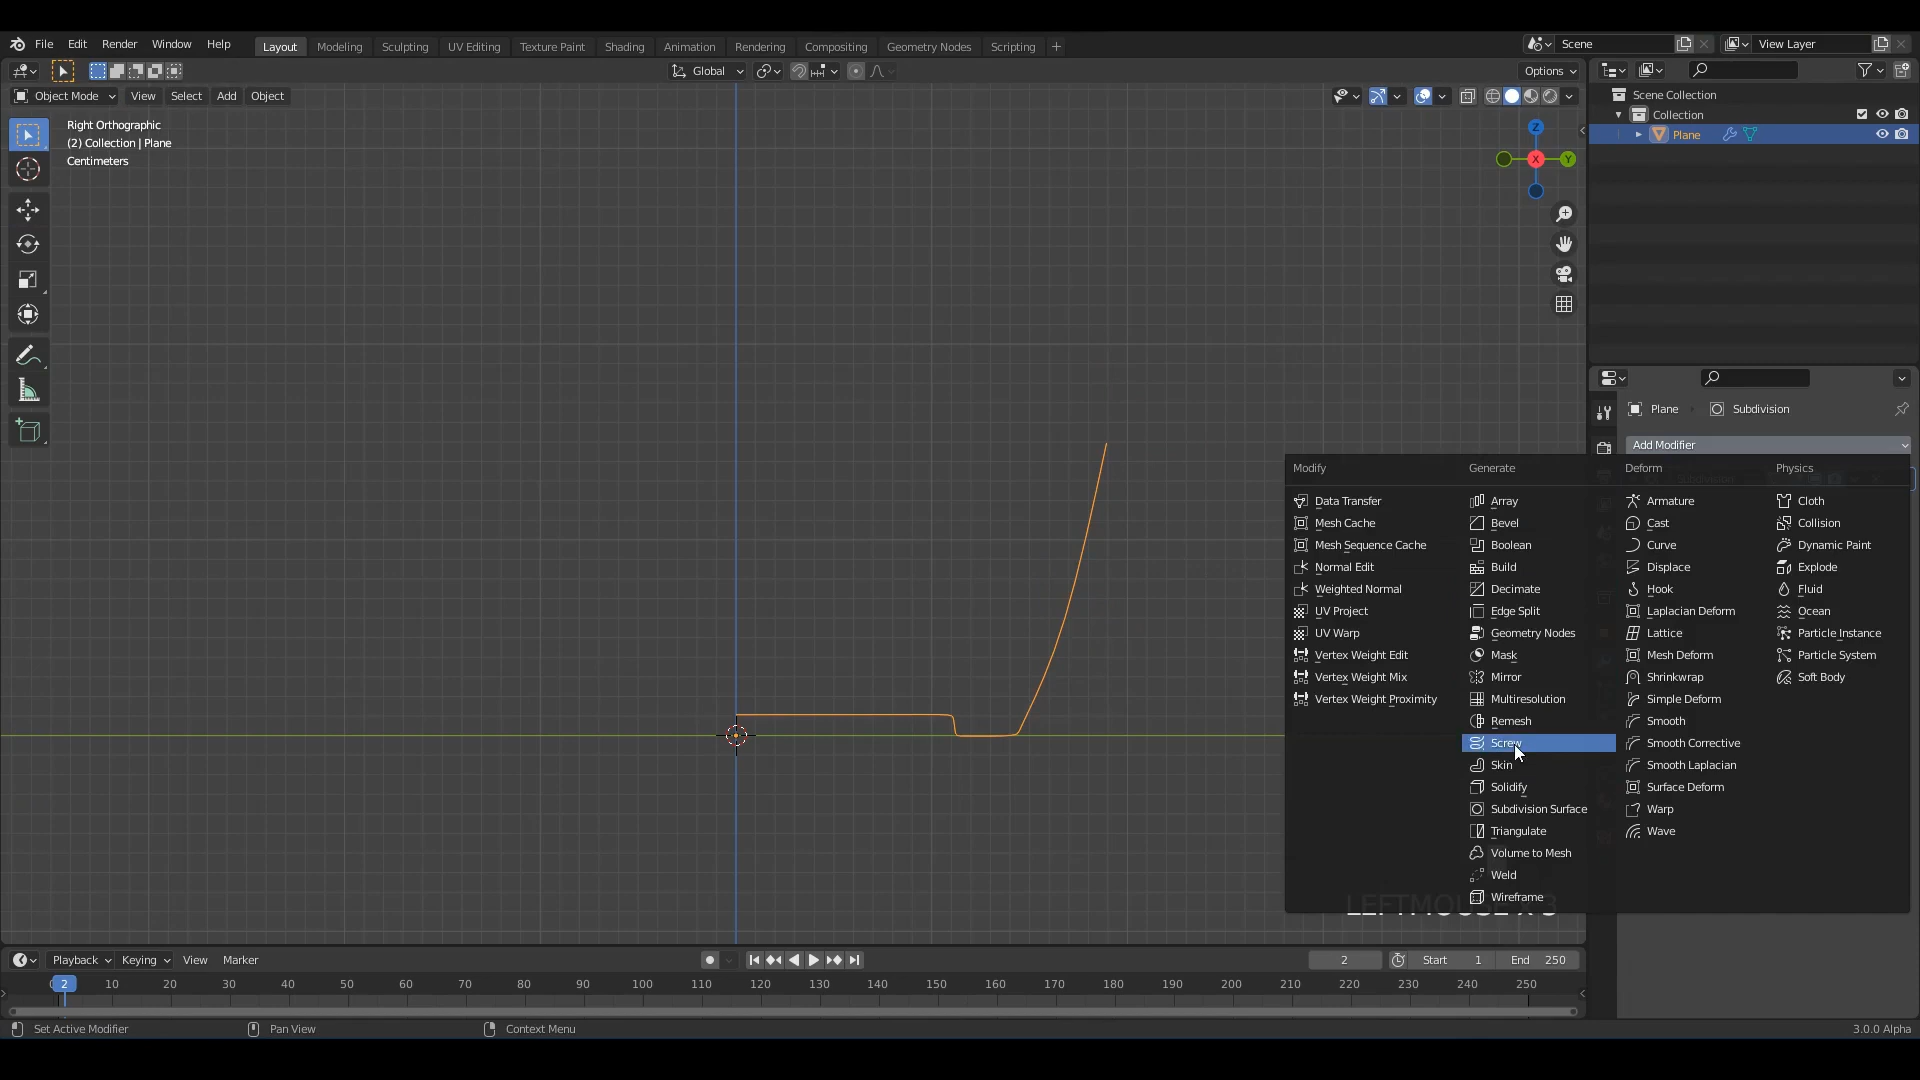 File Edit Render Window Help Layout Modeling Sculpting UV Editing Texture Paint Shading Animation Rendering Compositing Geometry Nodes Scripting Scene View Layer
Global Options
Object Mode View Select Add Object
Right Orthographic
(2) Collection | Plane
Centimeters
Z
X
Y
Scene Collection
Collection
Plane
Plane Subdivision
Add Modifier
Modify
Data Transfer
Mesh Cache
Mesh Sequence Cache
Normal Edit
Weighted Normal
UV Project
UV Warp
Vertex Weight Edit
Vertex Weight Mix
Vertex Weight Proximity
Generate
Array
Bevel
Boolean
Build
Decimate
Edge Split
Geometry Nodes
Mask
Mirror
Multiresolution
Remesh
Screw
Skin
Solidify
Subdivision Surface
Triangulate
Volume to Mesh
Weld
Wireframe
Deform
Armature
Cast
Curve
Displace
Hook
Laplacian Deform
Lattice
Mesh Deform
Shrinkwrap
Simple Deform
Smooth
Smooth Corrective
Smooth Laplacian
Surface Deform
Warp
Wave
Physics
Cloth
Collision
Dynamic Paint
Explode
Fluid
Ocean
Particle Instance
Particle System
Soft Body
LEFTMOUSE x 3
Playback Keying View Marker 2 Start 1 End 250
2 10 20 30 40 50 60 70 80 90 100 110 120 130 140 150 160 170 180 190 200 210 220 230 240 250
Set Active Modifier Pan View Context Menu 3.0.0 Alpha